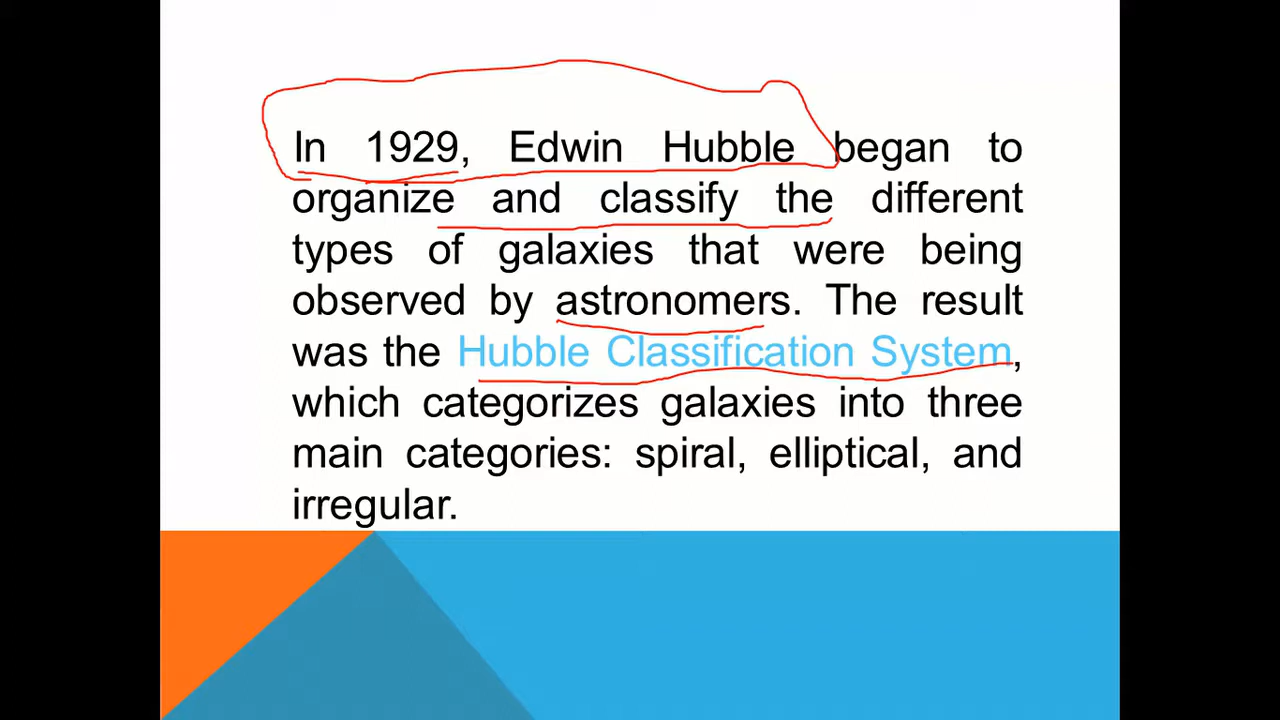 In 1929, Edwin Hubble began to
organize and classify the different
types of galaxies that were being
observed by astronomers. The result
was the Hubble Classification System,
which categorizes galaxies into three
main categories: spiral, elliptical, and
irregular.